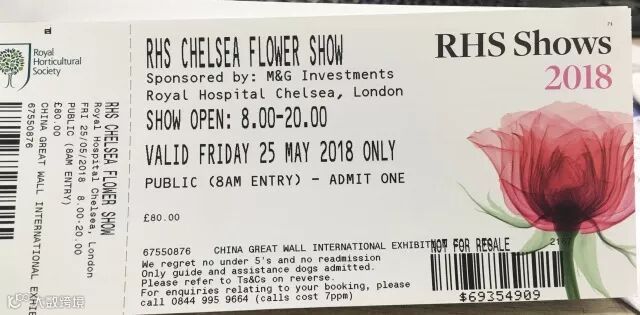 Royal
Horticultural
Society
RHS CHELSEA FLOWER SHOW
Royal Hospital Chelsea, London
FRI 25/05/2018 8.00-20.00
PUBLIC (8AM ENTRY)
£80.00
CHINA GREAT WALL INTERNATIONAL EXHI
67550876
RHS CHELSEA FLOWER SHOW
Sponsored by: M&G Investments
Royal Hospital Chelsea, London
SHOW OPEN: 8.00-20.00
VALID FRIDAY 25 MAY 2018 ONLY
PUBLIC (8AM ENTRY) - ADMIT ONE
£80.00
67550876 CHINA GREAT WALL INTERNATIONAL EXHIBIT NOT FOR RESALE
We regret no under 5's and no readmission
Only guide and assistance dogs admitted.
Please refer to Ts&Cs on reverse.
For enquiries relating to your booking, please
call 0844 995 9664 (calls cost 7ppm)
RHS Shows
2018
$69354909
大数跨境